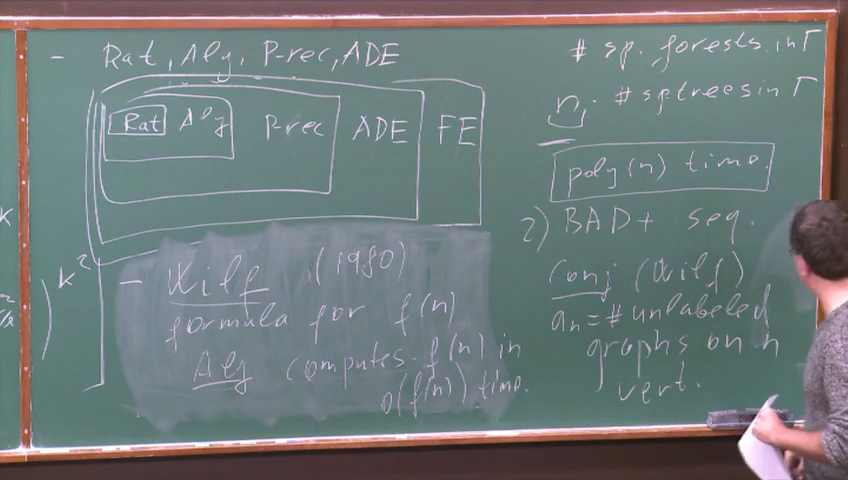 - Rat, Alg, P-rec, ADE
Rat Alg P-rec ADE FE
- Wilf (1980)
formula for f(n)
Alg computes f(n) in
o(f(n)) time.
) k²
# sp. forests in Γ
n. # sp trees in Γ
poly(n) time.
2) BAD+ seq.
Conj (Wilf)
an = # unlabeled
graphs on n
vert.